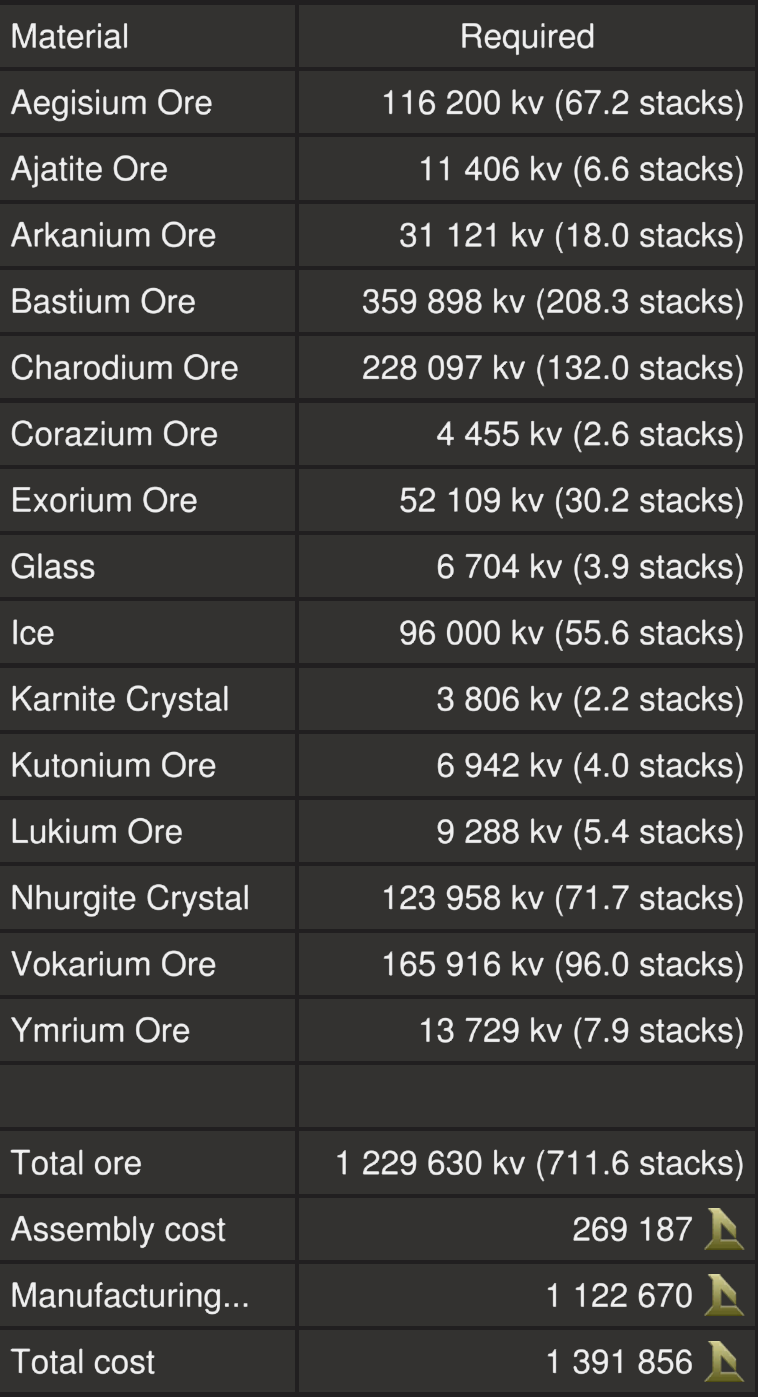 Material Required
Aegisium Ore 116 200 kv (67.2 stacks)
Ajatite Ore 11 406 kv (6.6 stacks)
Arkanium Ore 31 121 kv (18.0 stacks)
Bastium Ore 359 898 kv (208.3 stacks)
Charodium Ore 228 097 kv (132.0 stacks)
Corazium Ore 4 455 kv (2.6 stacks)
Exorium Ore 52 109 kv (30.2 stacks)
Glass 6 704 kv (3.9 stacks)
Ice 96 000 kv (55.6 stacks)
Karnite Crystal 3 806 kv (2.2 stacks)
Kutonium Ore 6 942 kv (4.0 stacks)
Lukium Ore 9 288 kv (5.4 stacks)
Nhurgite Crystal 123 958 kv (71.7 stacks)
Vokarium Ore 165 916 kv (96.0 stacks)
Ymrium Ore 13 729 kv (7.9 stacks)
Total ore 1 229 630 kv (711.6 stacks)
Assembly cost 269 187
Manufacturing... 1 122 670
Total cost 1 391 856